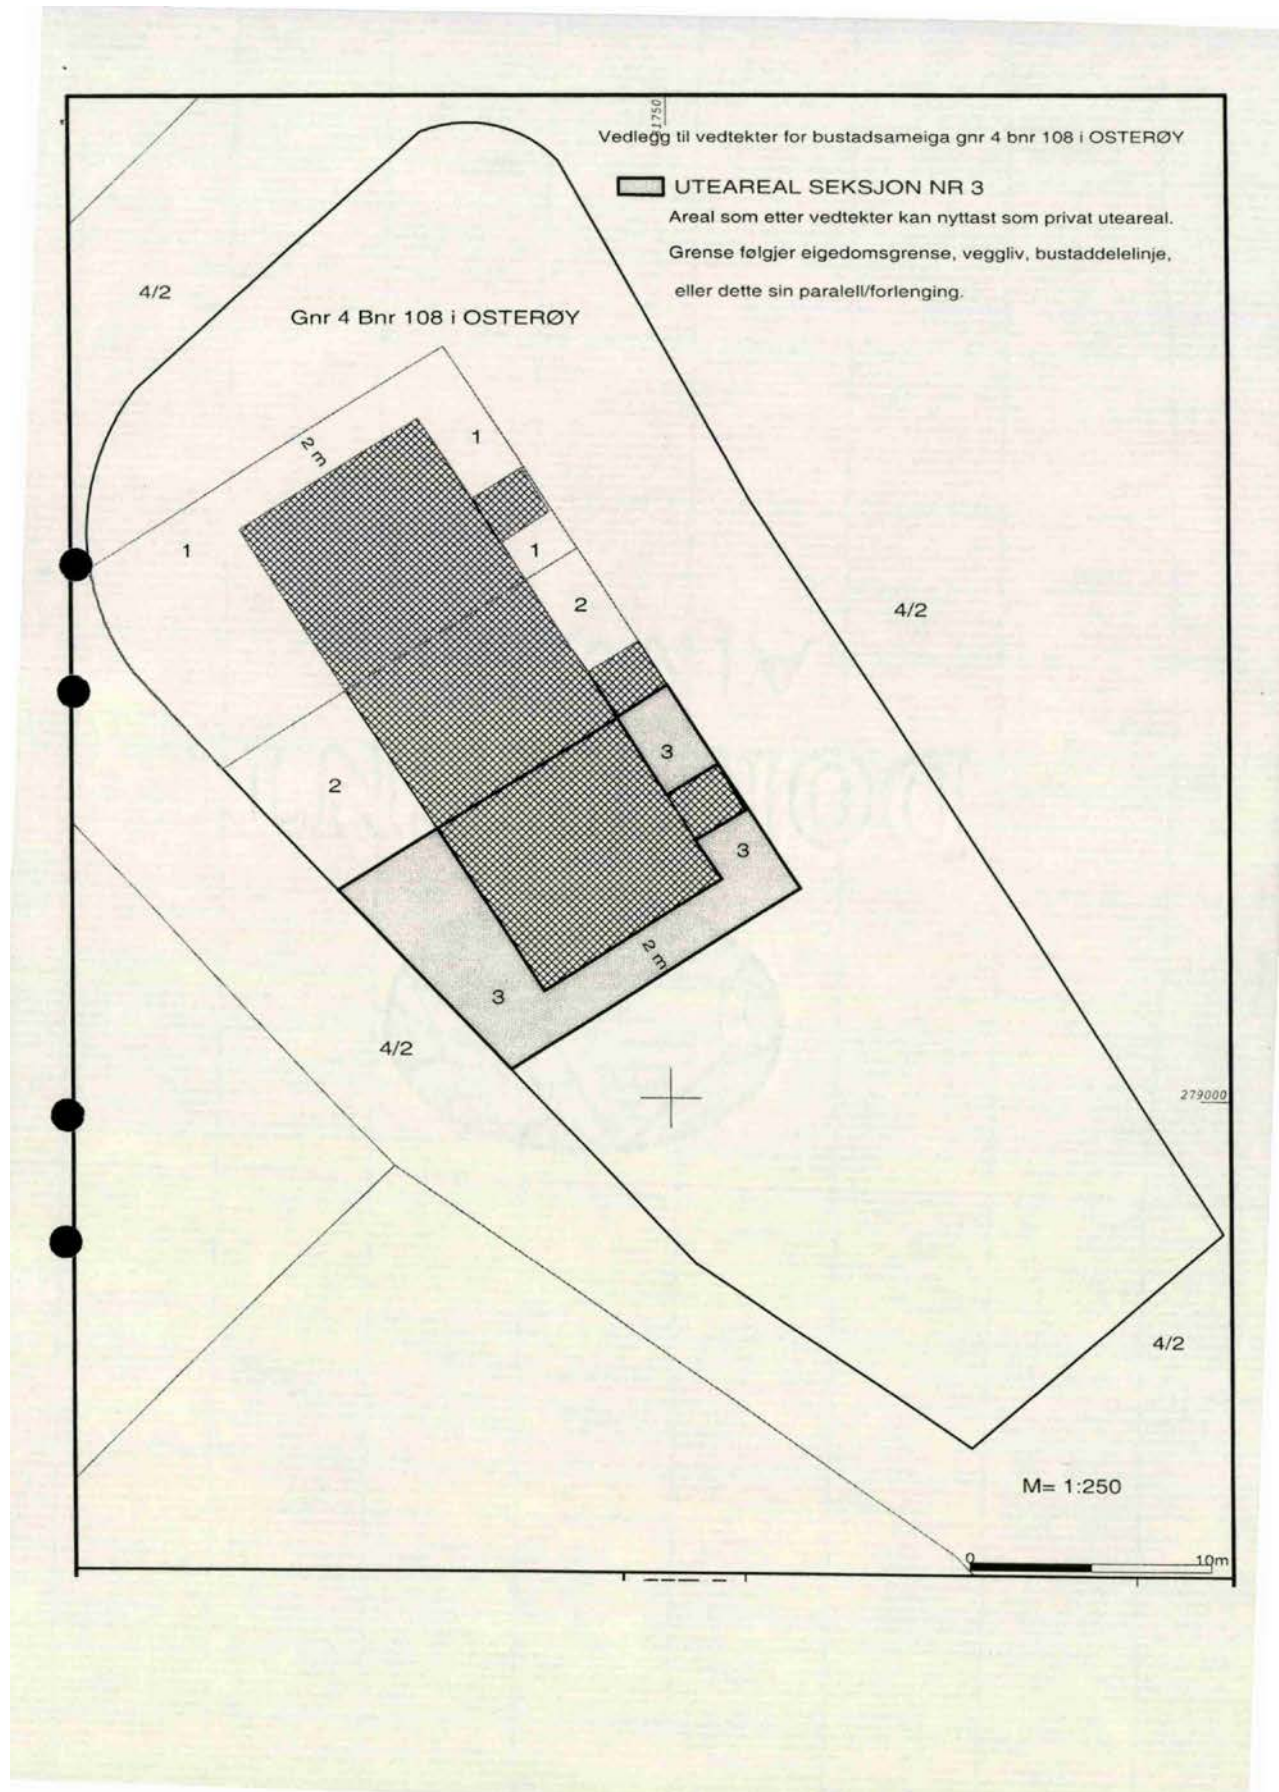 1750
Vedlegg til vedtekter for bustadsameiga gnr 4 bnr 108 i OSTERØY
UTEAREAL SEKSJON NR 3
Areal som etter vedtekter kan nyttast som privat uteareal.
Grense følgjer eigedomsgrense, veggliv, bustaddelelinje,
eller dette sin paralell/forlenging.
4/2
Gnr 4 Bnr 108 i OSTERØY
2 m
1
1
1
2
4/2
3
2
3
2 m
3
4/2
279000
4/2
M= 1:250
0
10m